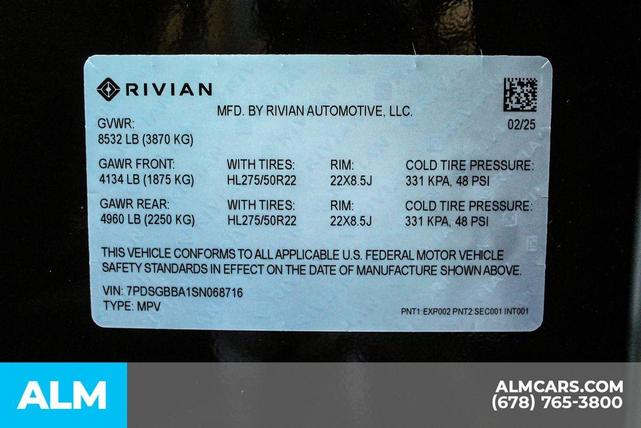 RIVIAN
MFD. BY RIVIAN AUTOMOTIVE, LLC.
02/25
GVWR:
8532 LB (3870 KG)
GAWR FRONT: WITH TIRES: RIM: COLD TIRE PRESSURE:
4134 LB (1875 KG) HL275/50R22 22X8.5J 331 KPA, 48 PSI
GAWR REAR: WITH TIRES: RIM: COLD TIRE PRESSURE:
4960 LB (2250 KG) HL275/50R22 22X8.5J 331 KPA, 48 PSI
THIS VEHICLE CONFORMS TO ALL APPLICABLE U.S. FEDERAL MOTOR VEHICLE
SAFETY STANDARDS IN EFFECT ON THE DATE OF MANUFACTURE SHOWN ABOVE.
VIN: 7PDSGBBA1SN068716
TYPE: MPV
PNT1:EXP002 PNT2:SEC001 INT001
ALM
ALMCARS.COM
(678) 765-3800